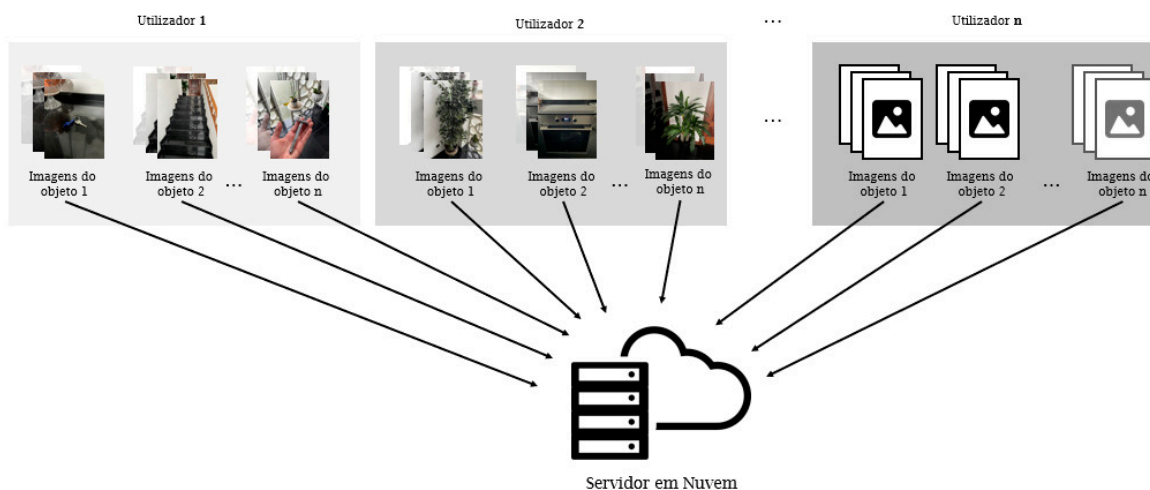 Utilizador 1
Utilizador 2
...
Utilizador n
Imagens do
objeto 1
Imagens do
objeto 2
...
Imagens do
objeto n
Imagens do
objeto 1
Imagens do
objeto 2
...
Imagens do
objeto n
...
Imagens do
objeto 1
Imagens do
objeto 2
...
Imagens do
objeto n
Servidor em Nuvem